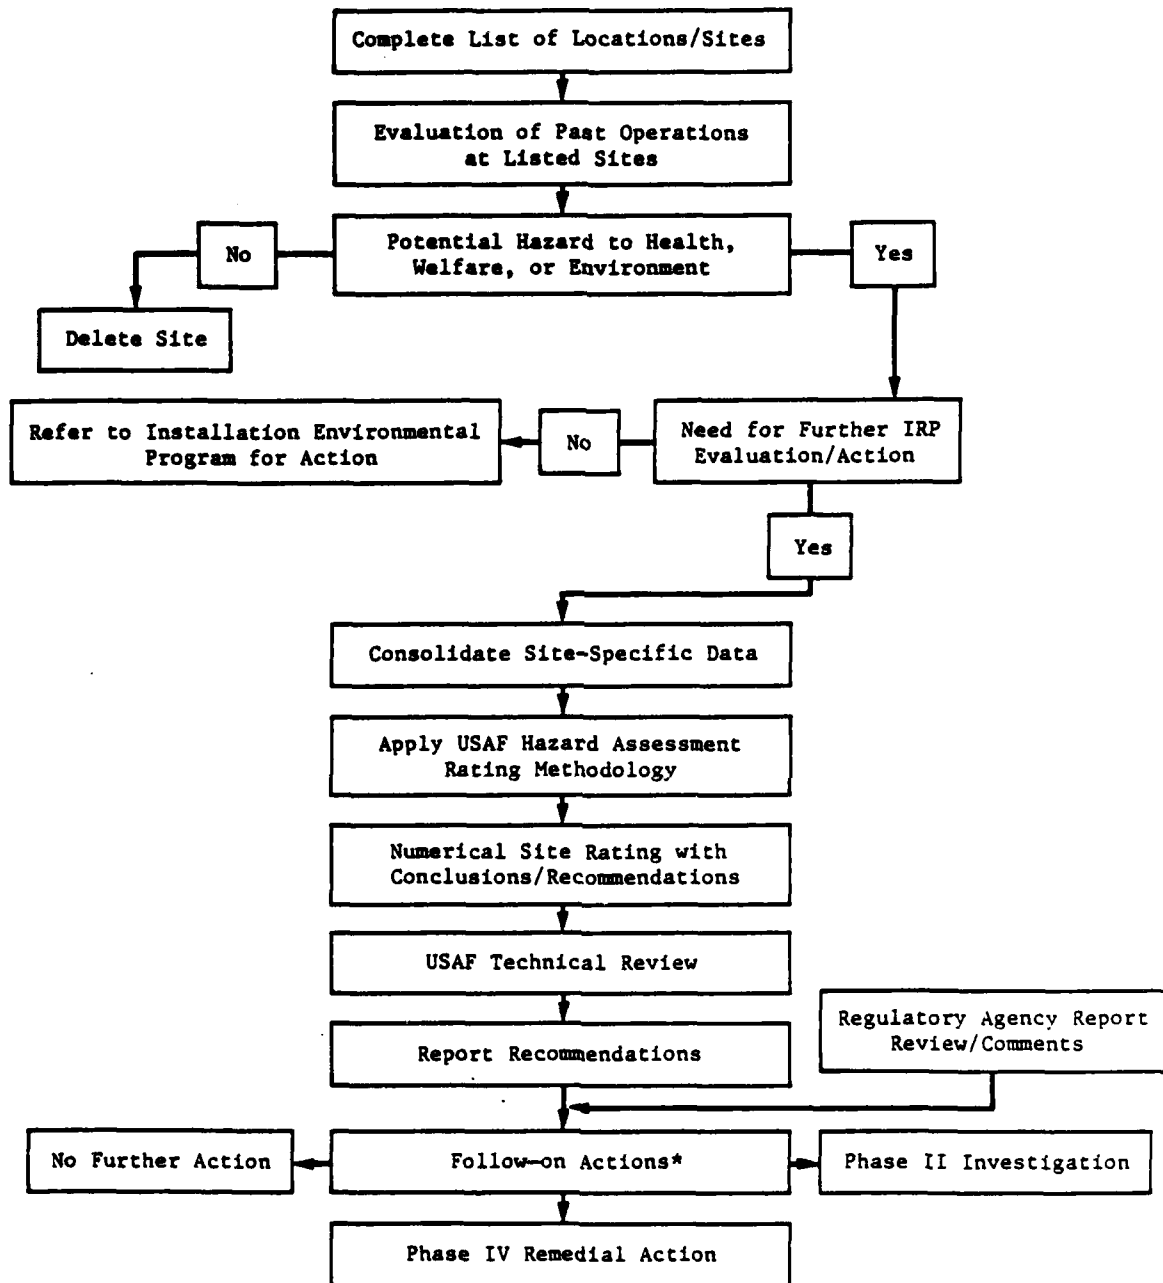 Complete List of Locations/Sites
Evaluation of Past Operations
at Listed Sites
No
Potential Hazard to Health,
Welfare, or Environment
Yes
Delete Site
Refer to Installation Environmental
Program for Action
No
Need for Further IRP
Evaluation/Action
Yes
Consolidate Site-Specific Data
Apply USAF Hazard Assessment
Rating Methodology
Numerical Site Rating with
Conclusions/Recommendations
USAF Technical Review
Regulatory Agency Report
Review/Comments
Report Recommendations
No Further Action
Follow-on Actions*
Phase II Investigation
Phase IV Remedial Action